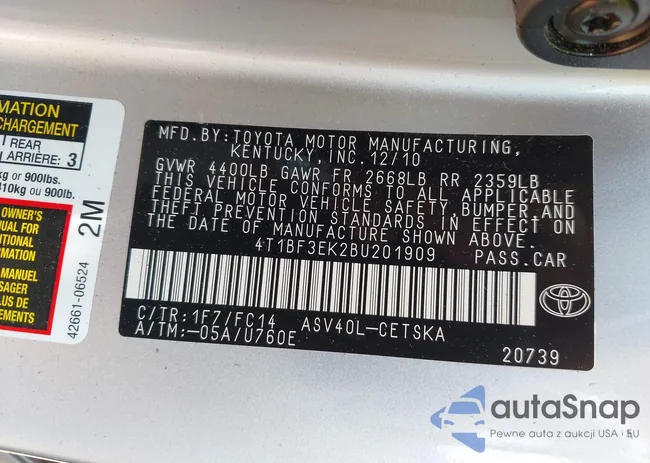 MATION
CHARGEMENT
REAR
ARRIÈRE: 3
kg or 900lbs.
410kg ou 900lb.
OWNER'S
UAL FOR
ITIONAL
RMATION
MANUEL
SAGER
LUS DE
EMENTS
42661-06524 2M
MFD.BY:TOYOTA MOTOR MANUFACTURING,
KENTUCKY, INC. 12/10
GVWR 4400LB GAWR FR 2668LB RR 2359LB
THIS VEHICLE CONFORMS TO ALL APPLICABLE
FEDERAL MOTOR VEHICLE SAFETY, BUMPER, AND
THEFT PREVENTION STANDARDS IN EFFECT ON
THE DATE OF MANUFACTURE SHOWN ABOVE.
4T1BF3EK2BU201909 PASS.CAR
C/TR:1F7/FC14 ASV40L-CETSKA
A/TM:-05A/U760E
20739
autaSnap
Pewne auta z aukcji USA i EU